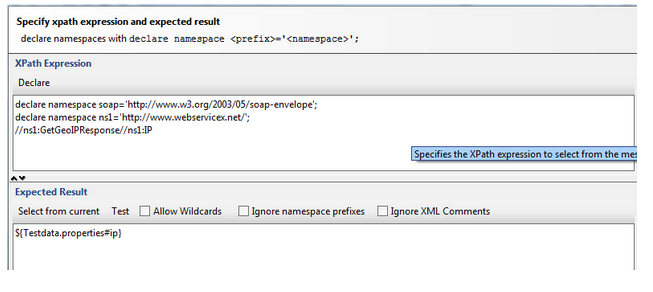 Specify xpath expression and expected result
declare namespaces with declare namespace <prefix>='<namespace>';
XPath Expression
Declare
declare namespace soap='http://www.w3.org/2003/05/soap-envelope';
declare namespace ns1='http://www.webservicex.net/';
//ns1:GetGeoIPResponse//ns1:IP
Specifies the XPath expression to select from the mes
Expected Result
Select from current Test Allow Wildcards Ignore namespace prefixes Ignore XML Comments
${Testdata.properties#ip}